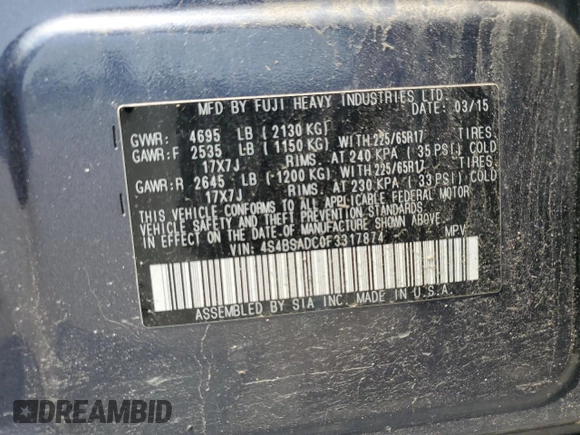 MFD BY FUJI HEAVY INDUSTRIES LTD.
DATE: 03/15
GVWR: 4695 LB (2130 KG)
GAWR:F 2535 LB (1150 KG) WITH 225/65R17 TIRES.
17X7J RIMS. AT 240 KPA (35 PSI) COLD
GAWR:R 2645 LB (1200 KG) WITH 225/65R17 TIRES.
17X7J RIMS. AT 230 KPA (33 PSI) COLD
THIS VEHICLE CONFORMS TO ALL APPLICABLE FEDERAL MOTOR
VEHICLE SAFETY AND THEFT PREVENTION STANDARDS
IN EFFECT ON THE DATE OF MANUFACTURE SHOWN ABOVE.
VIN: 4S4BSADC0F3317874 MPV
ASSEMBLED BY SIA INC. MADE IN U.S.A.
DREAMBID